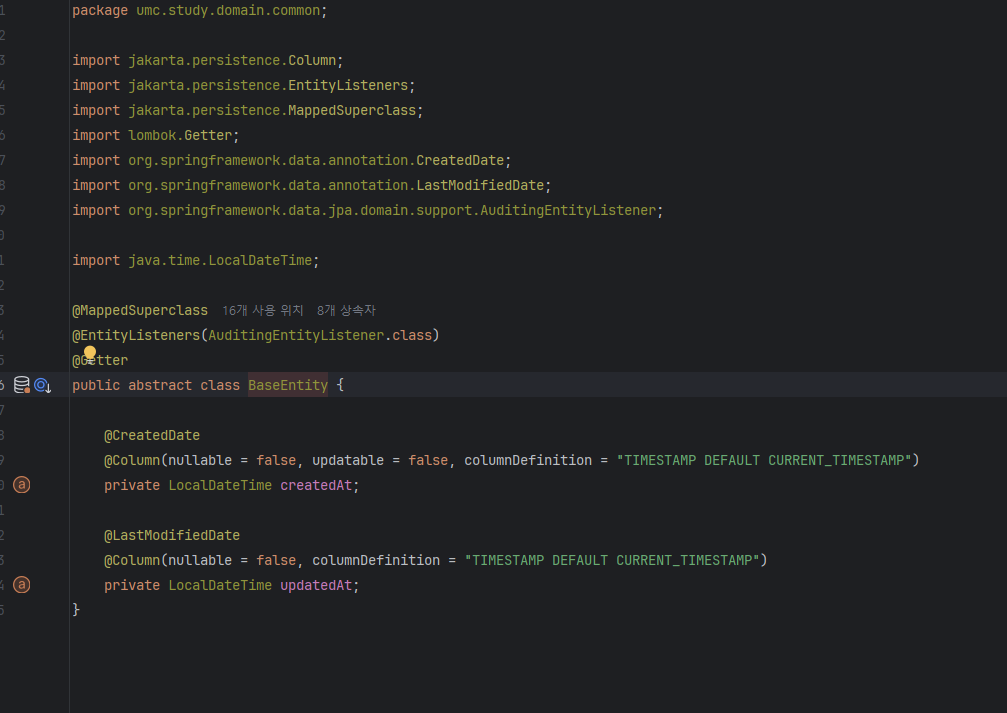 package umc.study.domain.common;
import jakarta.persistence.Column;
import jakarta.persistence.EntityListeners;
import jakarta.persistence.MappedSuperclass;
import lombok.Getter;
import org.springframework.data.annotation.CreatedDate;
import org.springframework.data.annotation.LastModifiedDate;
import org.springframework.data.jpa.domain.support.AuditingEntityListener;
import java.time.LocalDateTime;
@MappedSuperclass 16개 사용 위치 8개 상속자
@EntityListeners(AuditingEntityListener.class)
@Getter
public abstract class BaseEntity {
@CreatedDate
@Column(nullable = false, updatable = false, columnDefinition = "TIMESTAMP DEFAULT CURRENT_TIMESTAMP")
private LocalDateTime createdAt;
@LastModifiedDate
@Column(nullable = false, columnDefinition = "TIMESTAMP DEFAULT CURRENT_TIMESTAMP")
private LocalDateTime updatedAt;
}